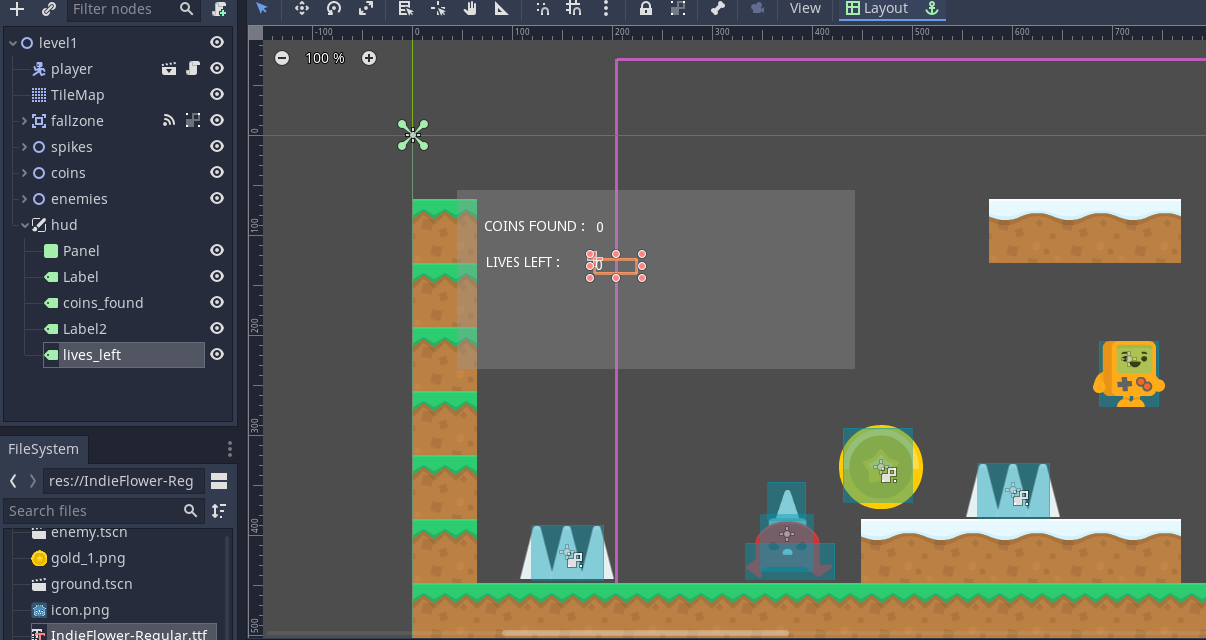 Filter nodes
View
Layout
level1
player
TileMap
fallzone
spikes
coins
enemies
hud
Panel
Label
coins_found
Label2
lives_left
FileSystem
res://IndieFlower-Reg
Search files
enemy.tscn
gold_1.png
ground.tscn
icon.png
IndieFlower-Regular.ttf
-100 0 100 200 300 400 500 600 700
100 %
0
100
200
300
400
500
COINS FOUND : 0
LIVES LEFT : 0